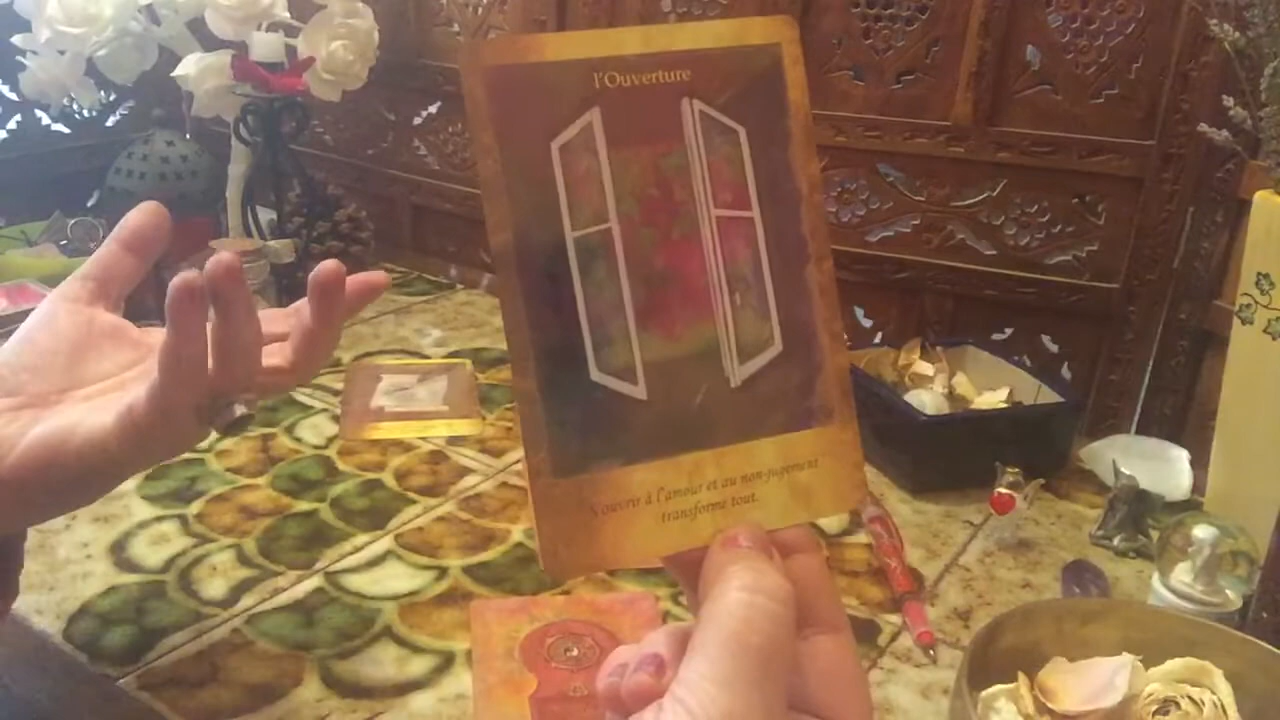 l'Ouverture
S'ouvrir à l'amour et au non-jugement
transforme tout.